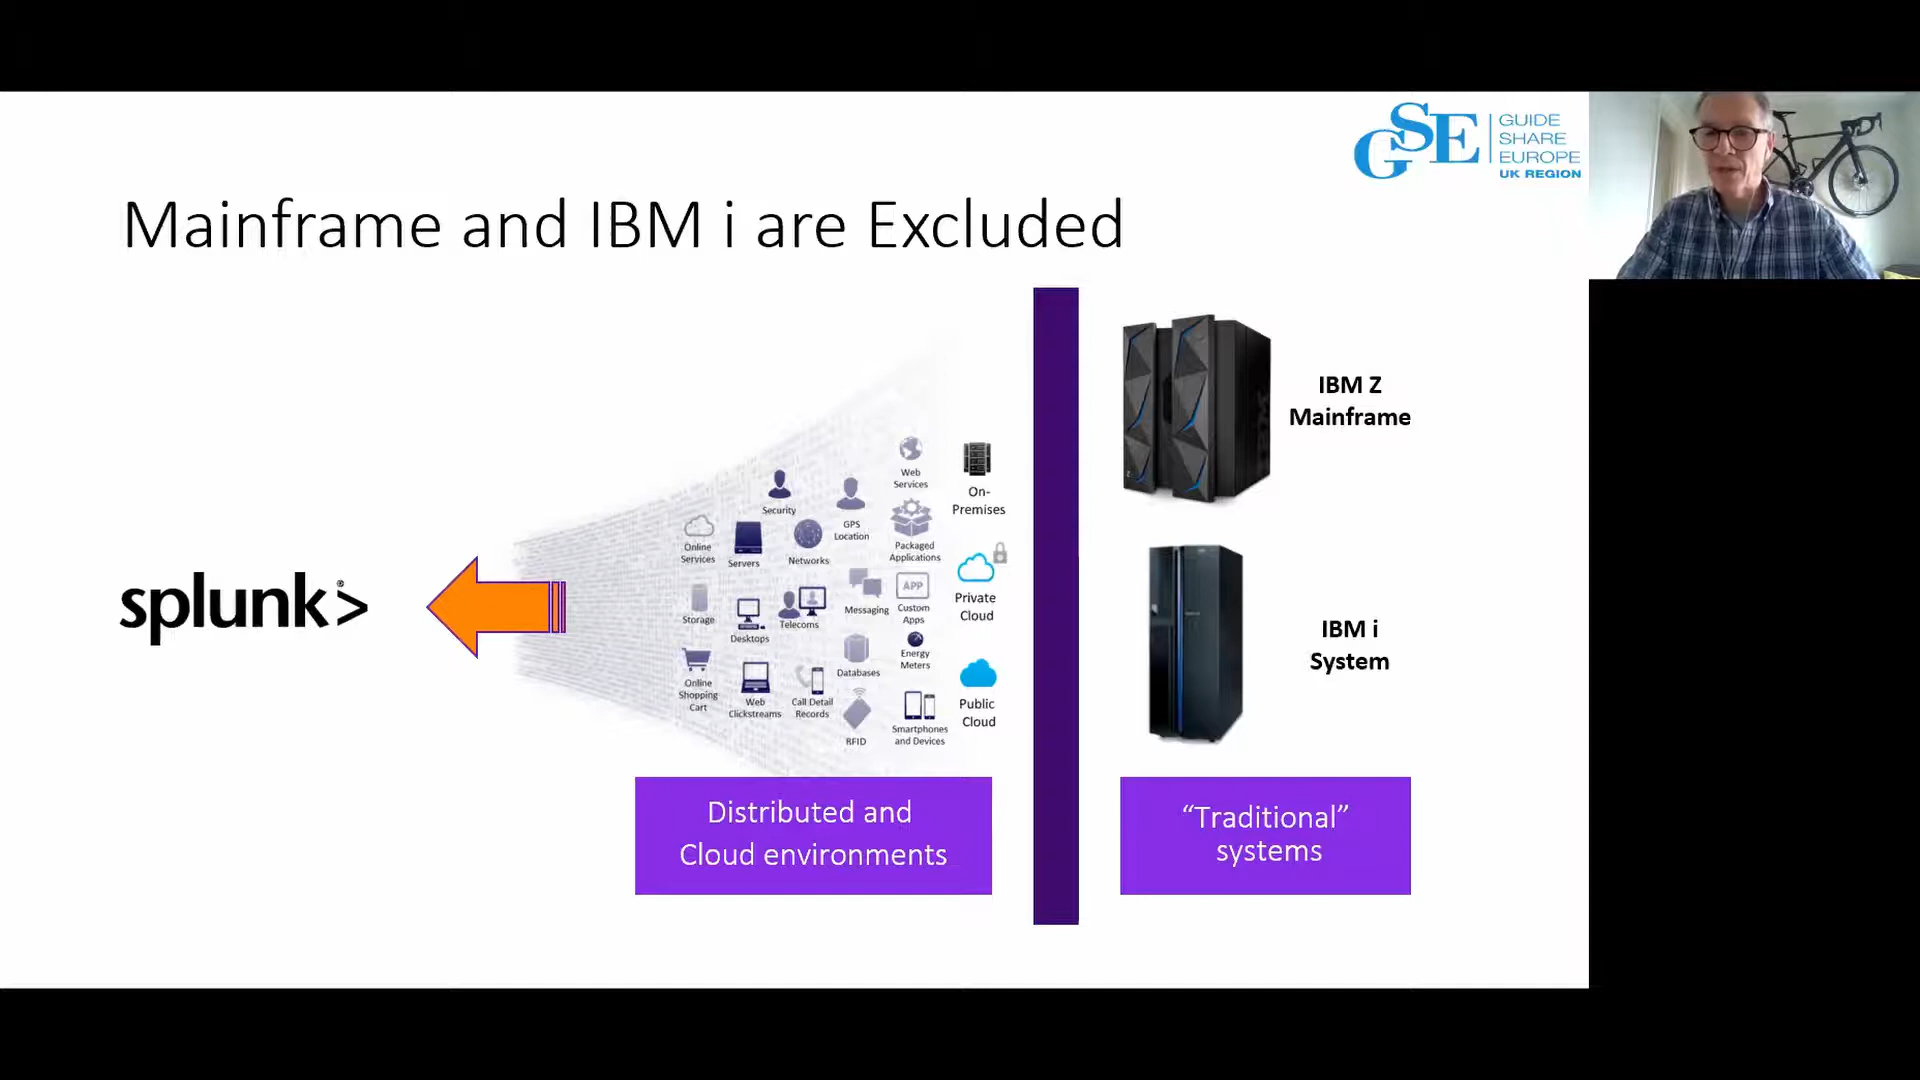 GSE
GUIDE
SHARE
EUROPE
UK REGION
Mainframe and IBM i are Excluded
splunk>
Web
Services
On-
Premises
Security
GPS
Location
Online
Services
Servers
Networks
Packaged
Applications
Private
Cloud
Storage
Desktops
Telecoms
Messaging
APP
Custom
Apps
Energy
Meters
Databases
Online
Shopping
Cart
Web
Clickstreams
Call Detail
Records
RFID
Smartphones
and Devices
Public
Cloud
Distributed and
Cloud environments
IBM Z
Mainframe
IBM i
System
“Traditional”
systems